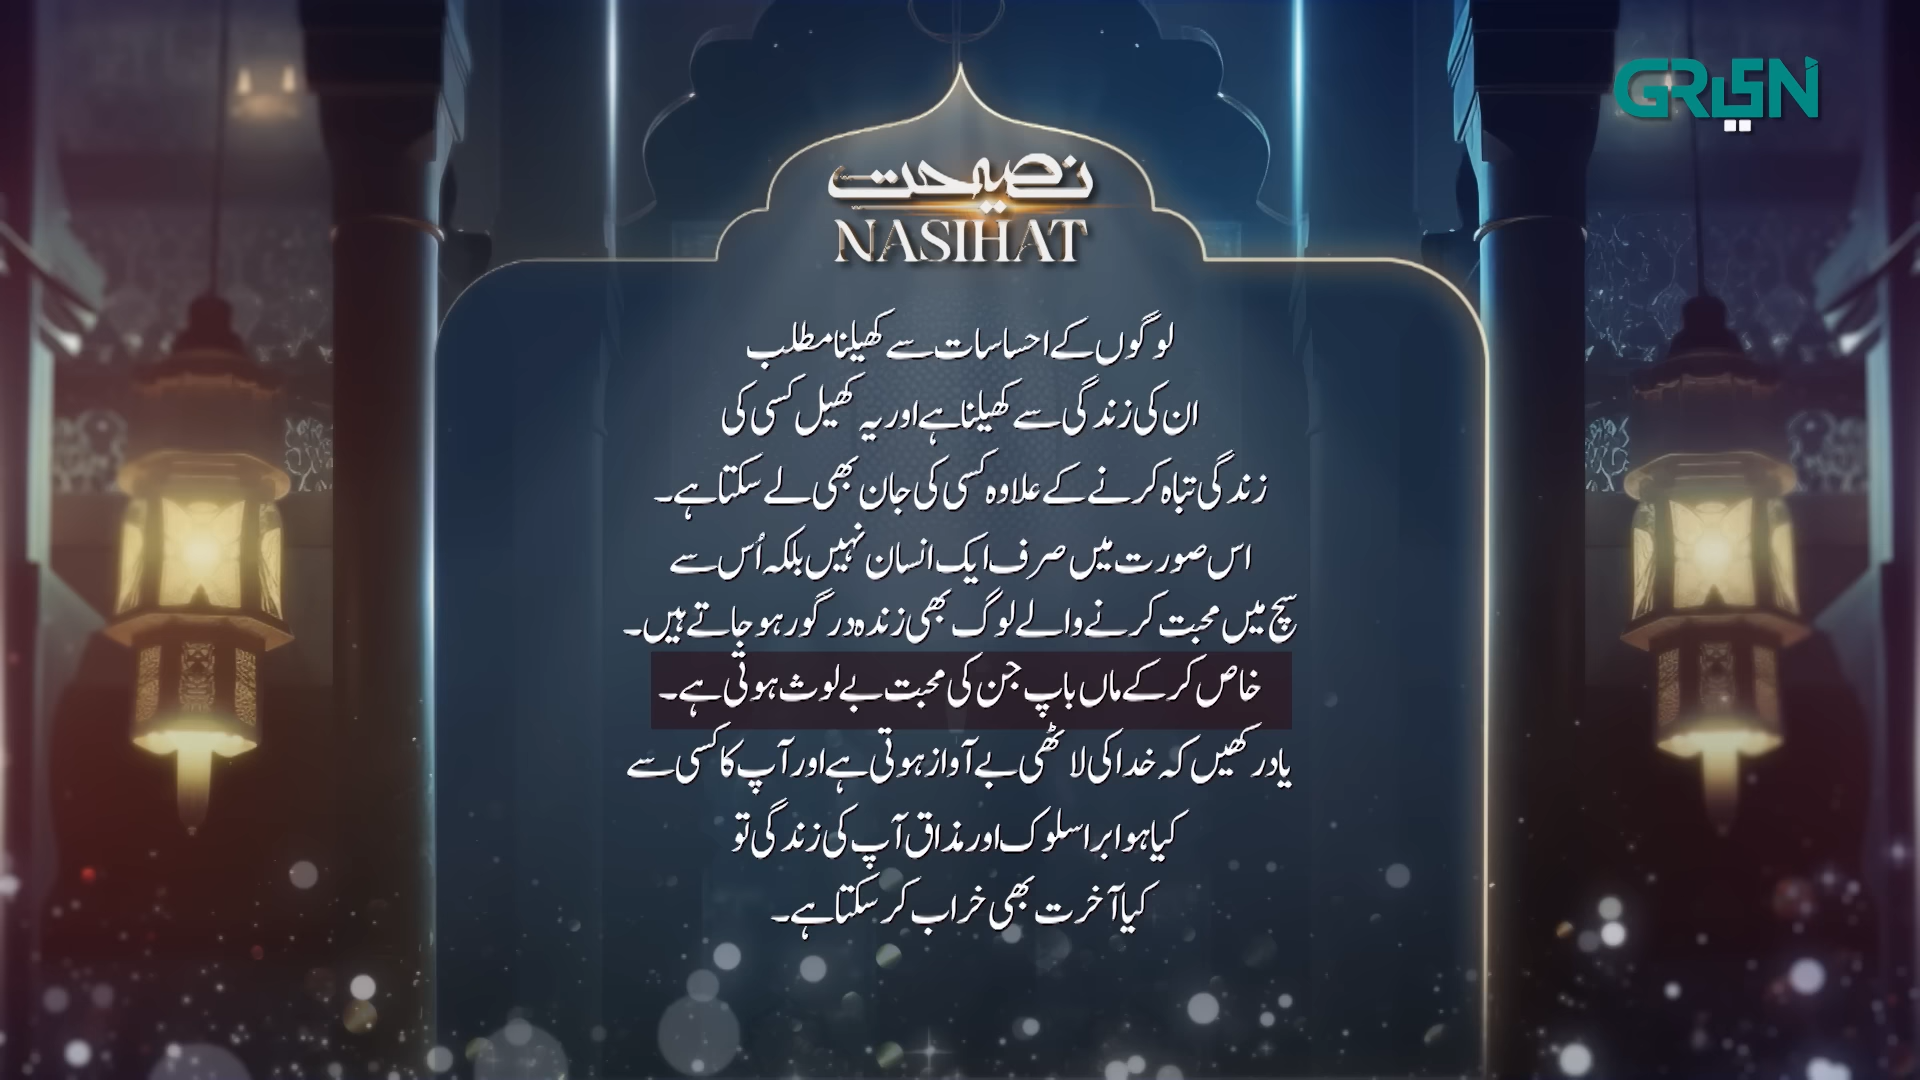 GREEN
نصیحت
NASIHAT
لوگوں کے احساسات سے کھیلنا مطلب
ان کی زندگی سے کھیلنا ہے اور یہ کھیل کسی کی
زندگی تباہ کرنے کے علاوہ کسی کی جان بھی لے سکتا ہے۔
اس صورت میں صرف ایک انسان نہیں بلکہ اُس سے
سچ میں محبت کرنے والے لوگ بھی زندہ درگور ہو جاتے ہیں۔
خاص کر کے ماں باپ جن کی محبت بے لوث ہوتی ہے۔
یاد رکھیں کہ خدا کی لاٹھی بے آواز ہوتی ہے اور آپ کا کسی سے
کیا ہوا برا سلوک اور مذاق آپ کی زندگی تو
کیا آخرت بھی خراب کر سکتا ہے۔